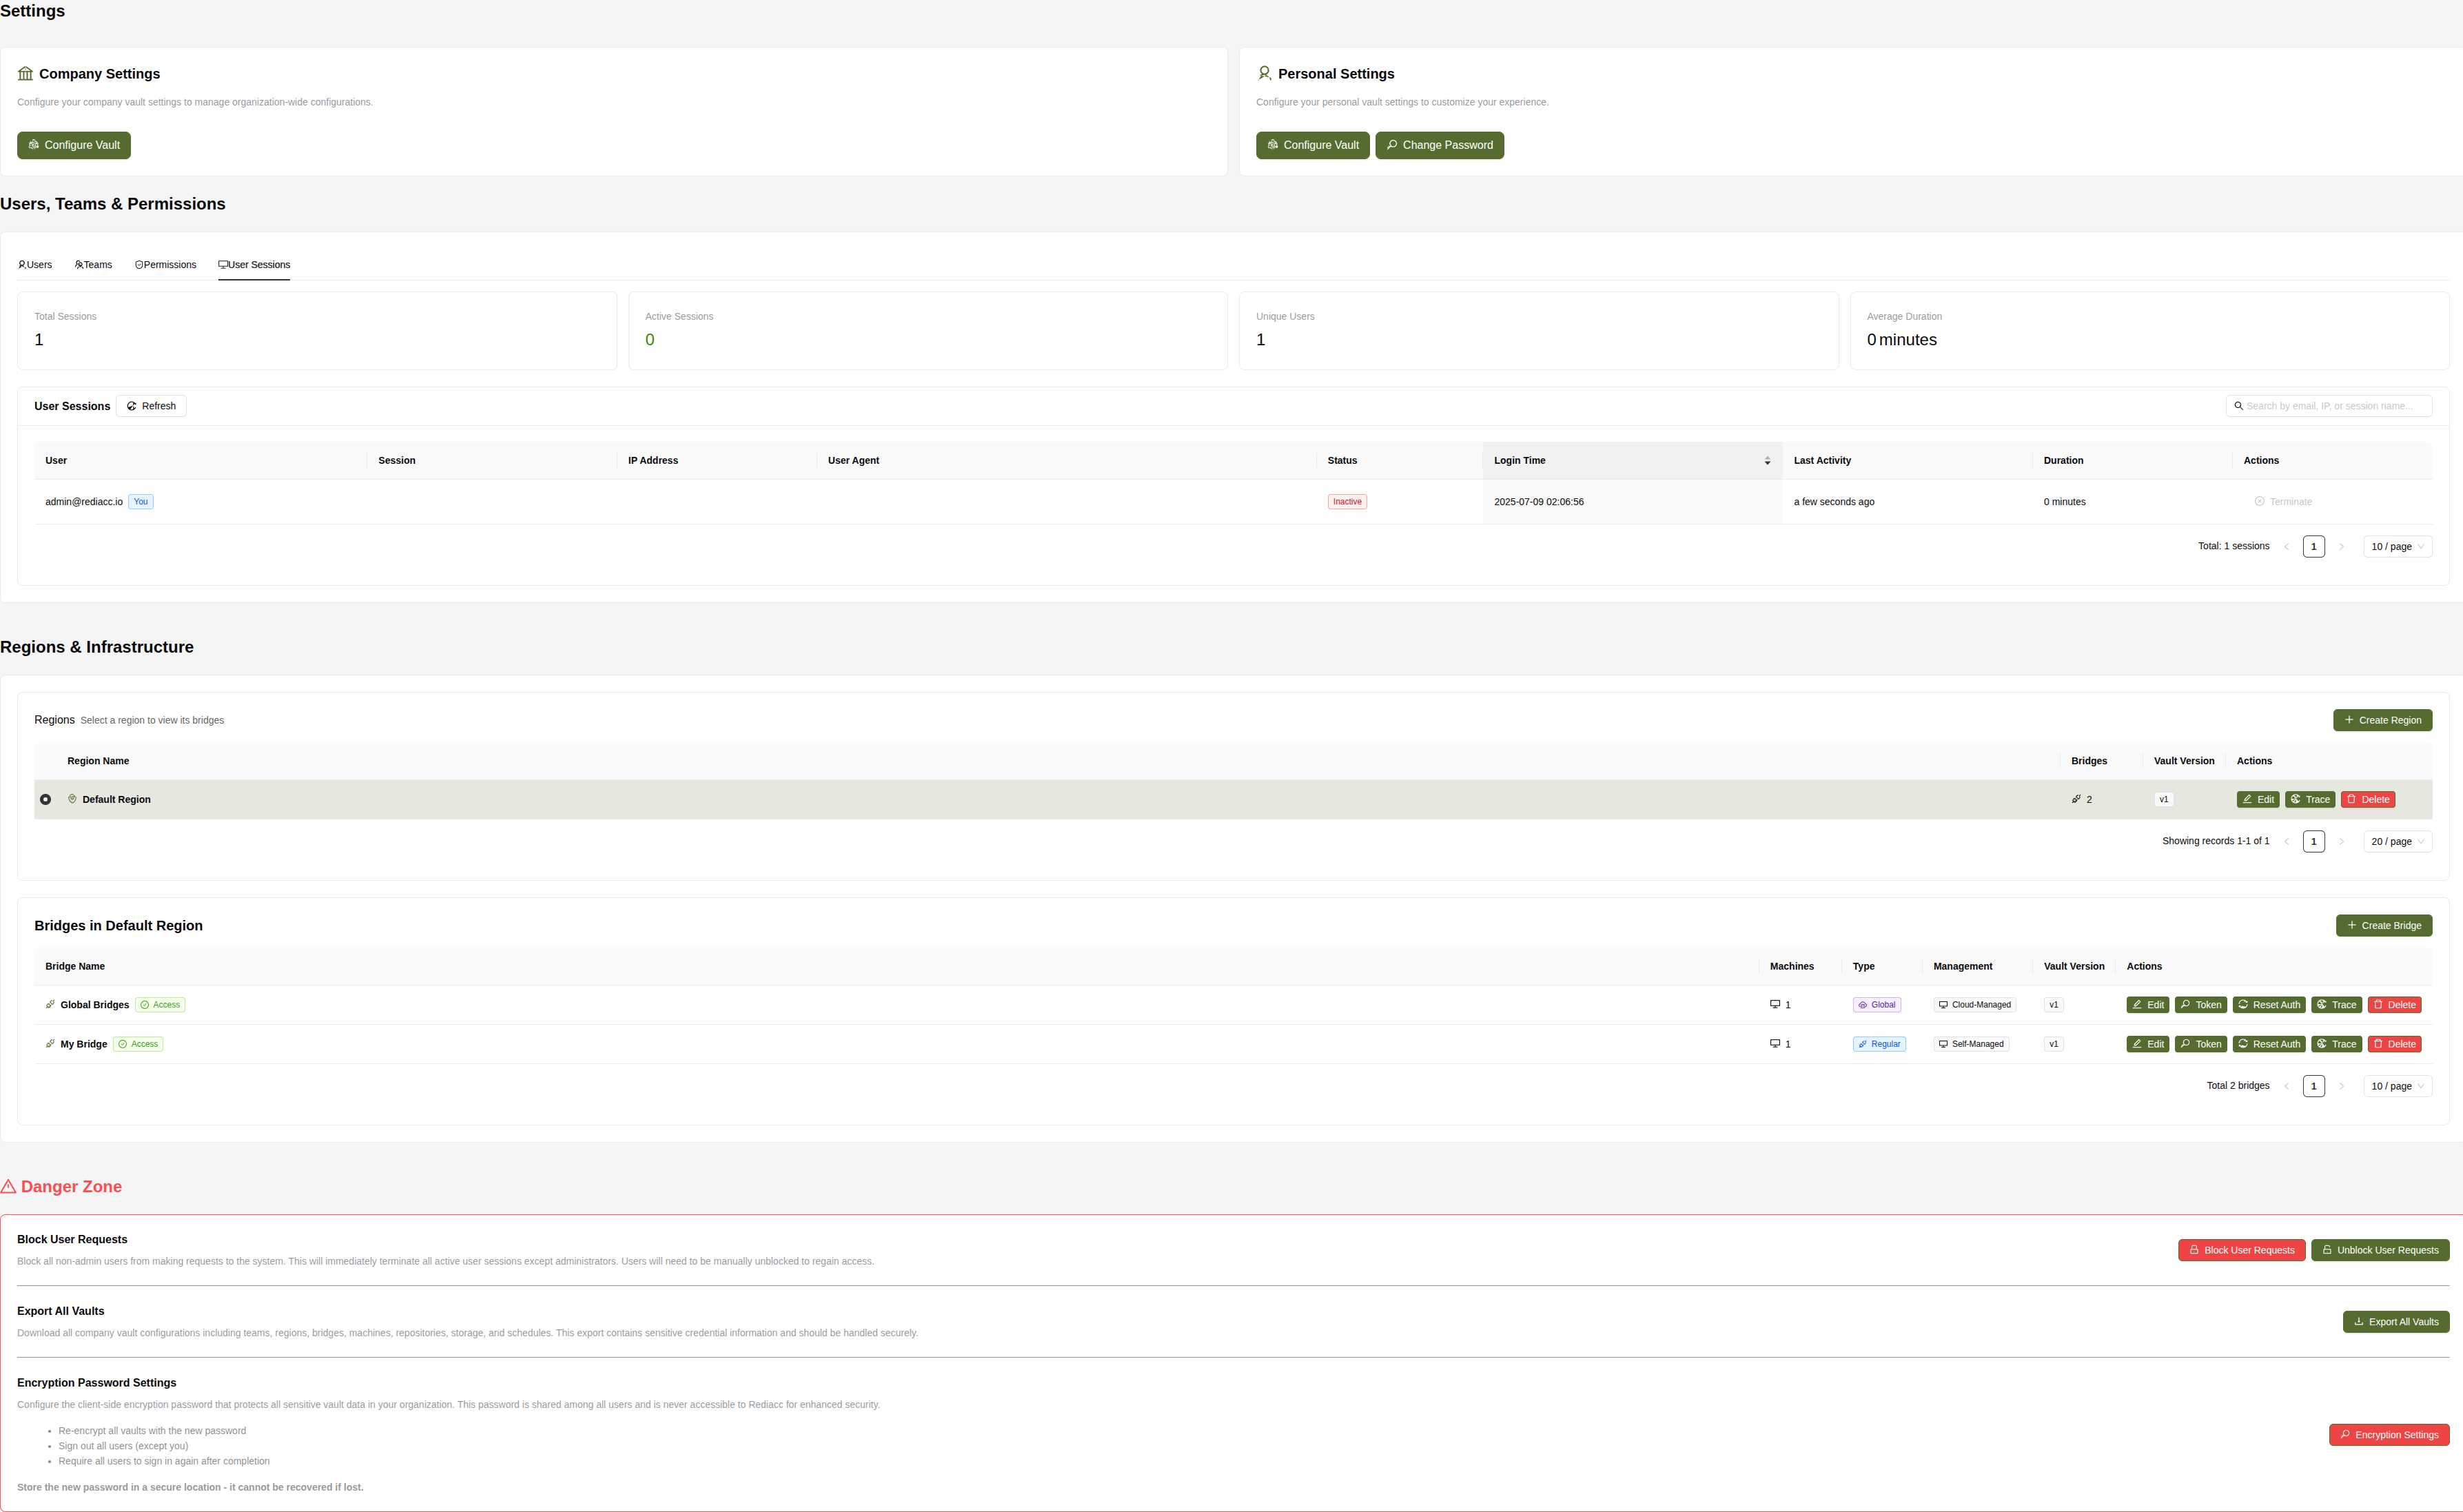 Settings
Company Settings
Configure your company vault settings to manage organization-wide configurations.
Configure Vault
Personal Settings
Configure your personal vault settings to customize your experience.
Configure Vault Change Password
Users, Teams & Permissions
Users Teams Permissions User Sessions
Total Sessions
1
Active Sessions
0
Unique Users
1
Average Duration
0 minutes
User Sessions Refresh Search by email, IP, or session name...
User Session IP Address User Agent Status Login Time Last Activity Duration Actions
admin@rediacc.io You Inactive 2025-07-09 02:06:56 a few seconds ago 0 minutes Terminate
Total: 1 sessions 1 10 / page
Regions & Infrastructure
Regions Select a region to view its bridges Create Region
Region Name Bridges Vault Version Actions
Default Region 2 v1 Edit Trace Delete
Showing records 1-1 of 1 1 20 / page
Bridges in Default Region Create Bridge
Bridge Name Machines Type Management Vault Version Actions
Global Bridges Access 1 Global Cloud-Managed v1 Edit Token Reset Auth Trace Delete
My Bridge Access 1 Regular Self-Managed v1 Edit Token Reset Auth Trace Delete
Total 2 bridges 1 10 / page
Danger Zone
Block User Requests
Block all non-admin users from making requests to the system. This will immediately terminate all active user sessions except administrators. Users will need to be manually unblocked to regain access.
Block User Requests Unblock User Requests
Export All Vaults
Download all company vault configurations including teams, regions, bridges, machines, repositories, storage, and schedules. This export contains sensitive credential information and should be handled securely.
Export All Vaults
Encryption Password Settings
Configure the client-side encryption password that protects all sensitive vault data in your organization. This password is shared among all users and is never accessible to Rediacc for enhanced security.
• Re-encrypt all vaults with the new password
• Sign out all users (except you)
• Require all users to sign in again after completion
Encryption Settings
Store the new password in a secure location - it cannot be recovered if lost.